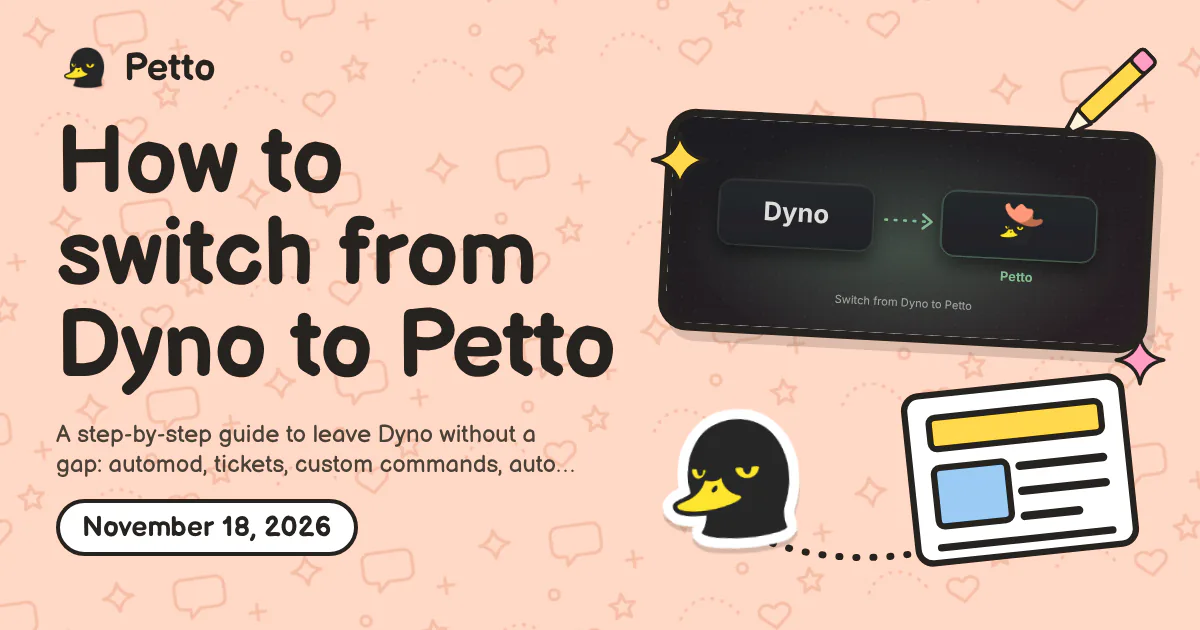 Petto
How to
switch from
Dyno to Petto
A step-by-step guide to leave Dyno without a
gap: automod, tickets, custom commands, auto...
November 18, 2026
Dyno
Petto
Switch from Dyno to Petto